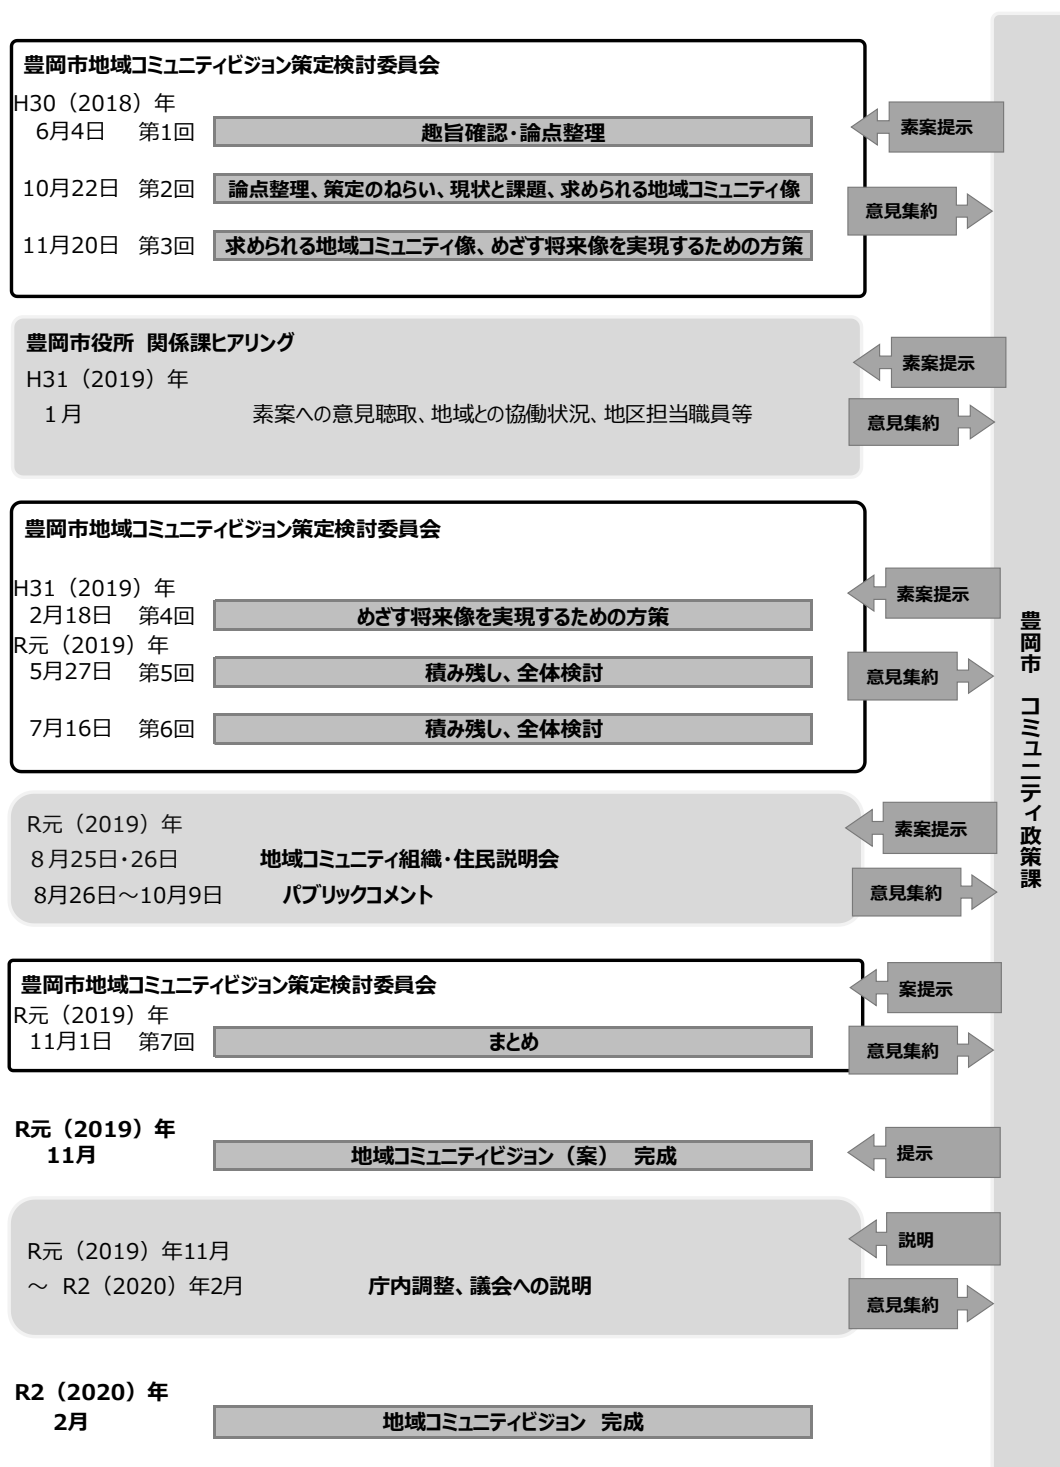 豊岡市地域コミュニティビジョン策定検討委員会
H30（2018）年
6月4日 第1回 趣旨確認・論点整理
素案提示
10月22日 第2回 論点整理、策定のねらい、現状と課題、求められる地域コミュニティ像
意見集約
11月20日 第3回 求められる地域コミュニティ像、めざす将来像を実現するための方策
豊岡市役所 関係課ヒアリング
素案提示
H31（2019）年
１月 素案への意見聴取、地域との協働状況、地区担当職員等
意見集約
豊岡市地域コミュニティビジョン策定検討委員会
H31（2019）年
素案提示
2月18日 第4回 めざす将来像を実現するための方策
R元（2019）年
5月27日 第5回 積み残し、全体検討
意見集約
7月16日 第6回 積み残し、全体検討
豊岡市 コミュニティ政策課
R元（2019）年
素案提示
８月25日・26日 地域コミュニティ組織・住民説明会
8月26日～10月9日 パブリックコメント
意見集約
豊岡市地域コミュニティビジョン策定検討委員会
案提示
R元（2019）年
11月1日 第7回 まとめ
意見集約
R元（2019）年
11月 地域コミュニティビジョン（案） 完成
提示
説明
R元（2019）年11月
～ R2（2020）年2月 庁内調整、議会への説明
意見集約
R2（2020）年
2月 地域コミュニティビジョン 完成